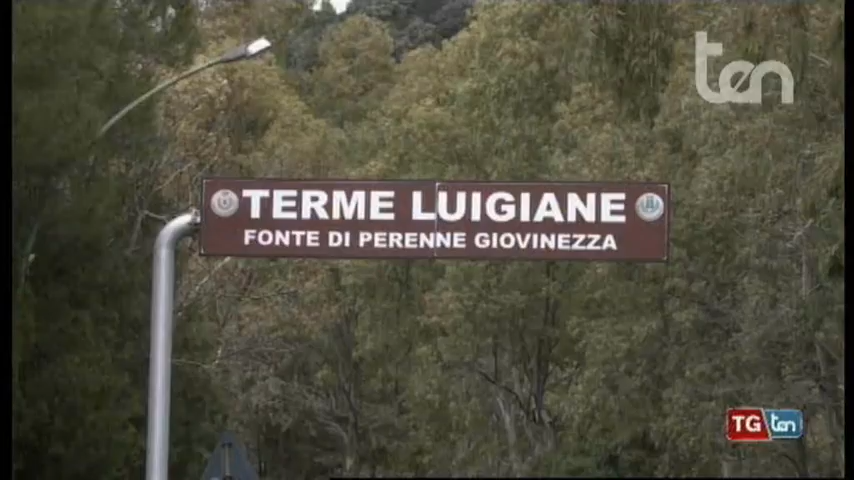 ten
TERME LUIGIANE
FONTE DI PERENNE GIOVINEZZA
TG ten